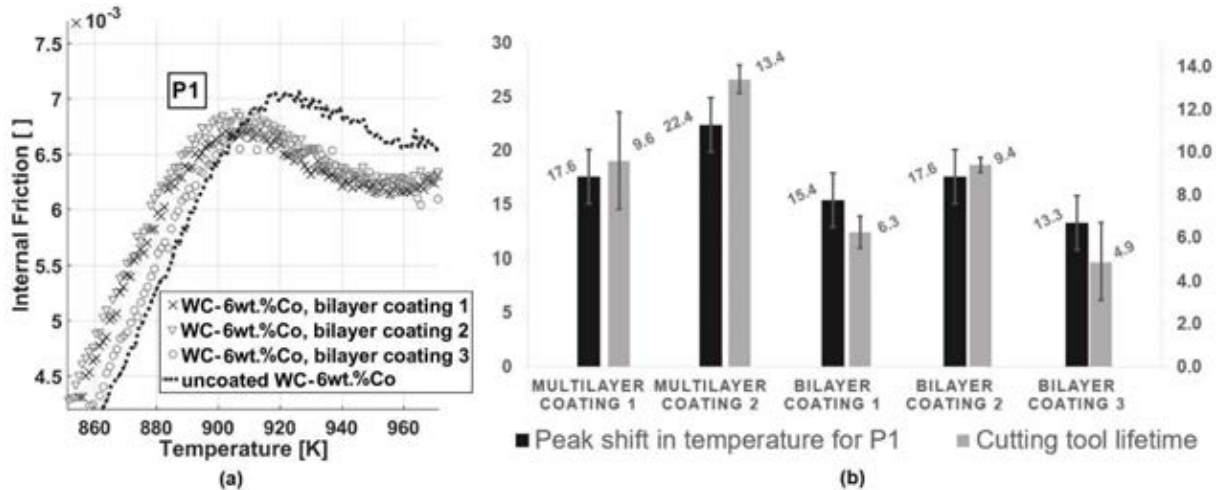 ×10⁻³
7.5
7
6.5
6
5.5
5
4.5
Internal Friction [ ]
P1
WC-6wt.%Co, bilayer coating 1
WC-6wt.%Co, bilayer coating 2
WC-6wt.%Co, bilayer coating 3
uncoated WC-6wt.%Co
860 880 900 920 940 960
Temperature [K]
(a)
30
25
20
15
10
5
0
17.6
9.6
22.4
13.4
15.4
6.3
17.6
9.4
13.3
4.9
14.0
12.0
10.0
8.0
6.0
4.0
2.0
0.0
MULTILAYER COATING 1
MULTILAYER COATING 2
BILAYER COATING 1
BILAYER COATING 2
BILAYER COATING 3
Peak shift in temperature for P1
Cutting tool lifetime
(b)